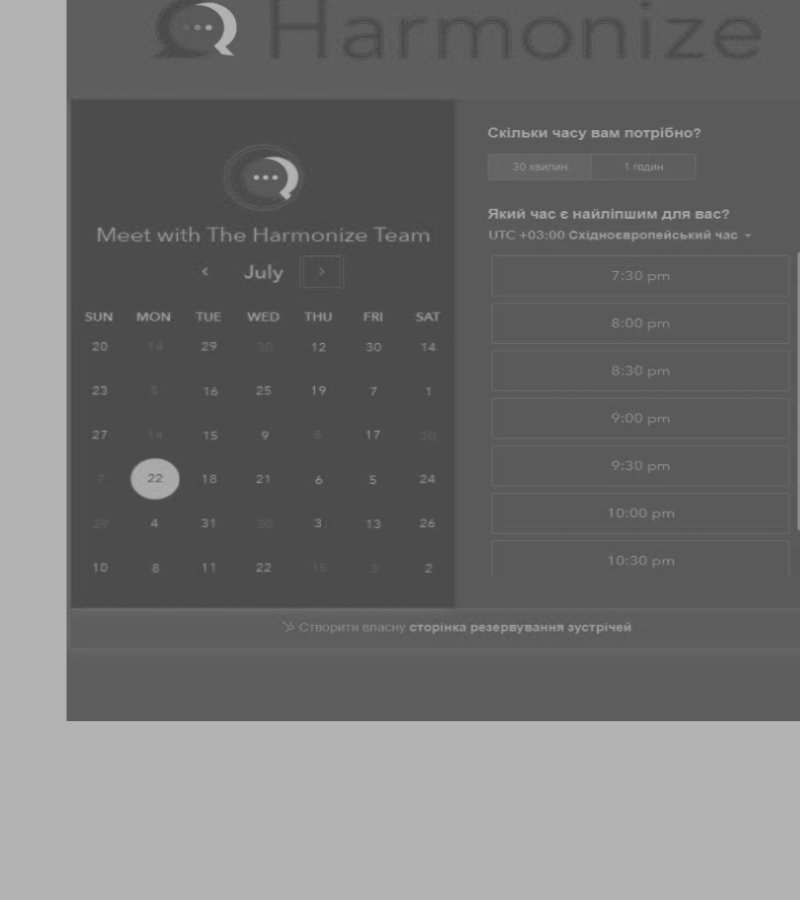 Harmonize
Meet with The Harmonize Team
July
SUN MON TUE WED THU FRI SAT
20 14 29 30 12 30 14
23 5 16 25 19 7 1
27 14 15 9 5 17 20
7 22 18 21 6 5 24
29 4 31 30 3 13 26
10 8 11 22 15 2
Скільки часу вам потрібно?
30 хвилин 1 годин
Який час є найліпшим для вас?
UTC +03:00 Східноєвропейський час
7:30 pm
8:00 pm
8:30 pm
9:00 pm
9:30 pm
10:00 pm
10:30 pm
Створити власну сторінка резервування зустрічей